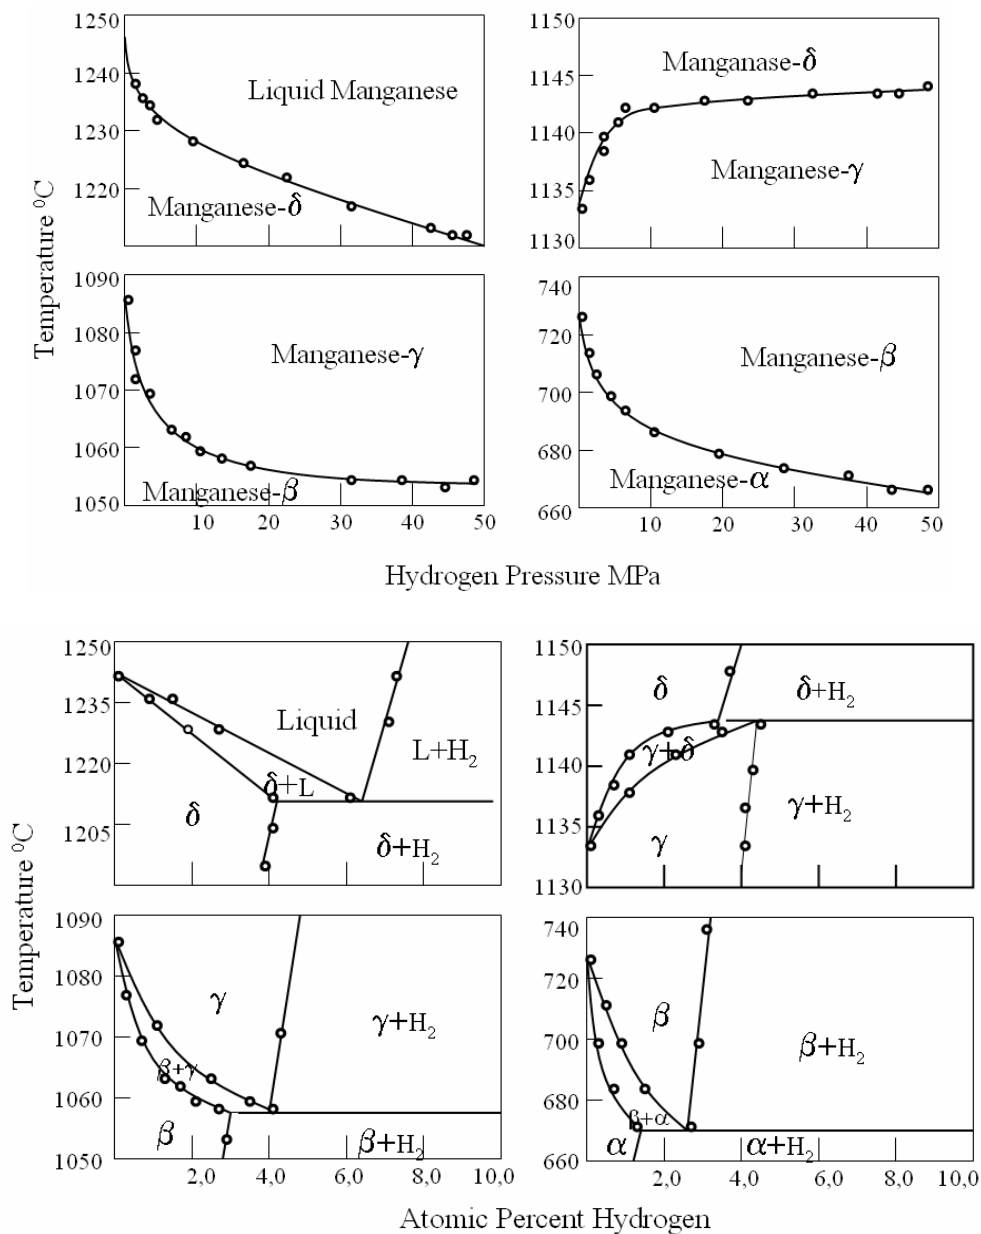 1250
1240
1230
1220
Liquid Manganese
Manganese-δ
1150
1145
1140
1135
1130
Manganase-δ
Manganese-γ
Temperature ⁰C
1090
1080
1070
1060
1050
Manganese-γ
Manganese-β
10 20 30 40 50
740
720
700
680
660
Manganese-β
Manganese-α
10 20 30 40 50
Hydrogen Pressure MPa
1250
1235
1220
1205
Liquid
L+H₂
δ+L
δ
δ+H₂
1150
1145
1140
1135
1130
δ
δ+H₂
γ+δ
γ+H₂
γ
Temperature ⁰C
1090
1080
1070
1060
1050
γ
γ+H₂
β+γ
β
β+H₂
2,0 4,0 6,0 8,0 10,0
740
720
700
680
660
β
β+H₂
β+α
α
α+H₂
2,0 4,0 6,0 8,0 10,0
Atomic Percent Hydrogen